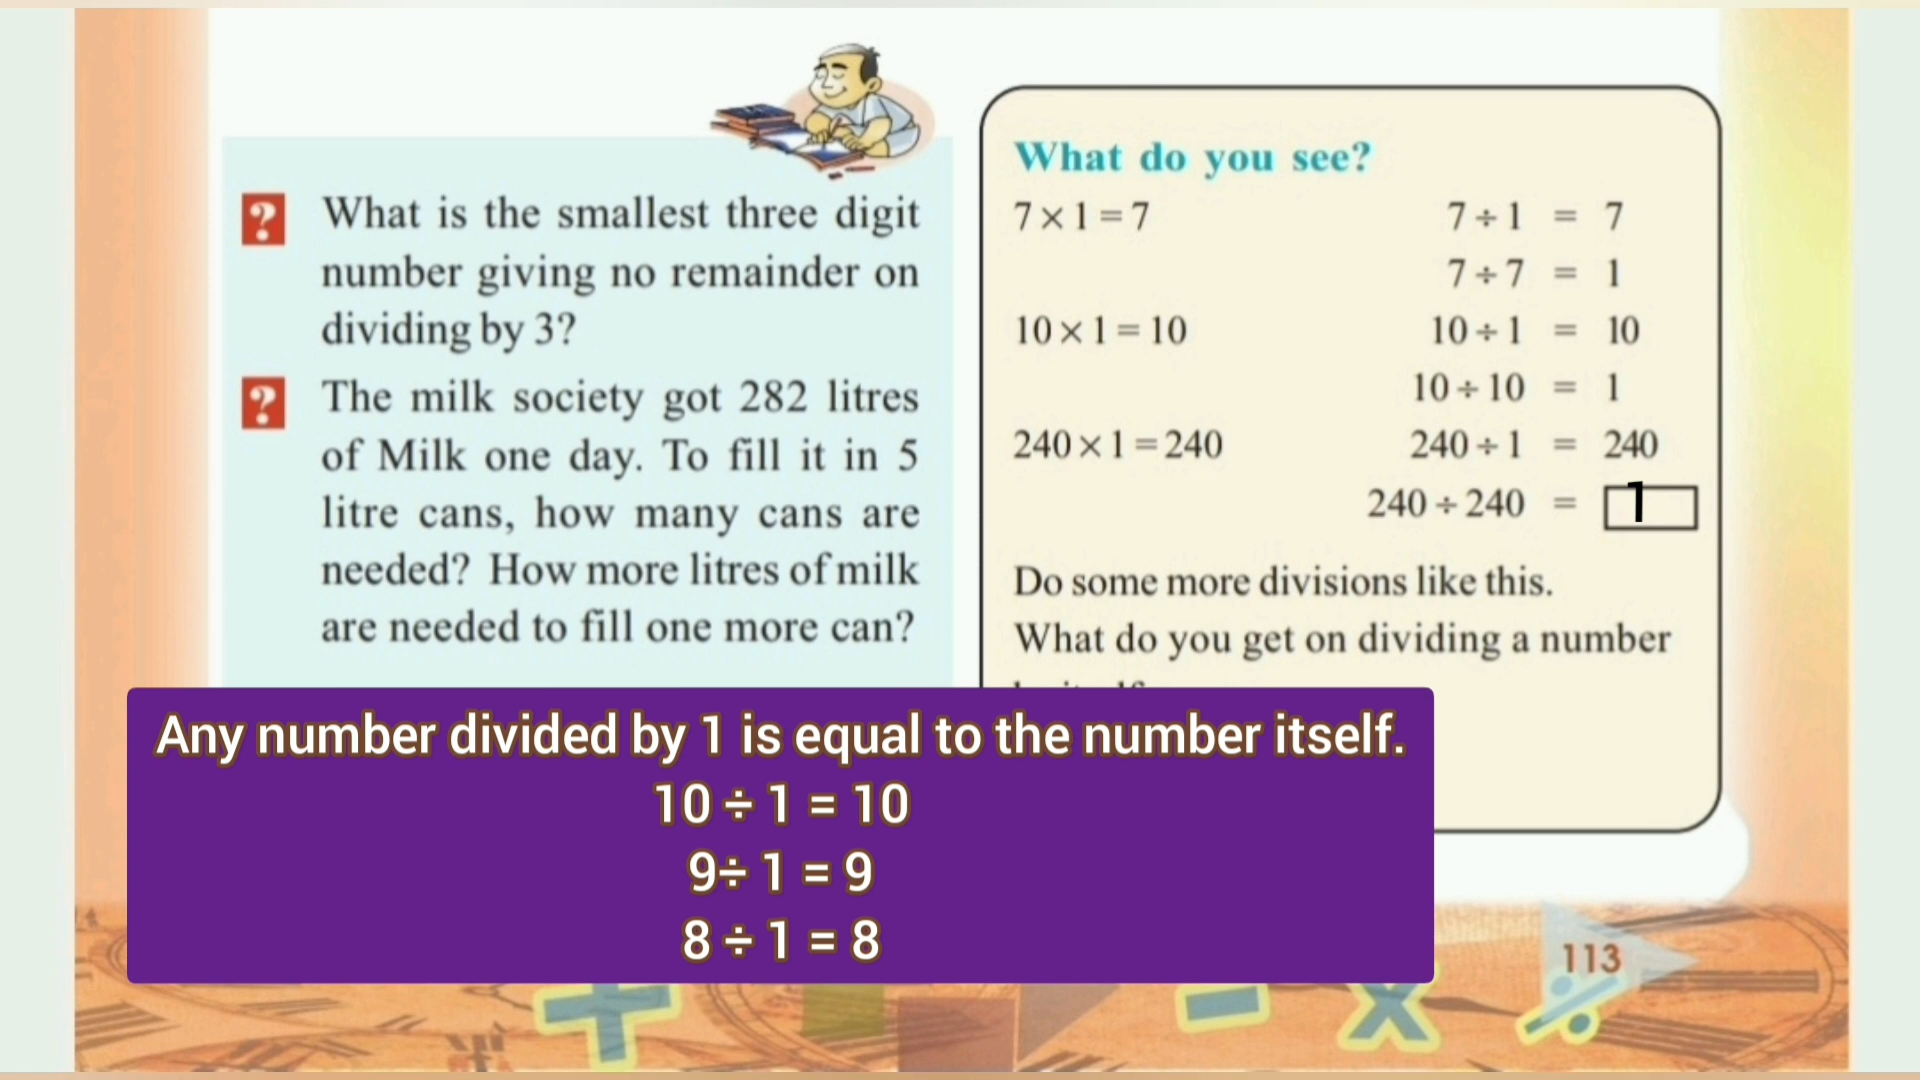 ? What is the smallest three digit
number giving no remainder on
dividing by 3?
? The milk society got 282 litres
of Milk one day. To fill it in 5
litre cans, how many cans are
needed? How more litres of milk
are needed to fill one more can?
What do you see?
7 × 1 = 7 7 ÷ 1 = 7
7 ÷ 7 = 1
10 × 1 = 10 10 ÷ 1 = 10
10 ÷ 10 = 1
240 × 1 = 240 240 ÷ 1 = 240
240 ÷ 240 = 1
Do some more divisions like this.
What do you get on dividing a number
Any number divided by 1 is equal to the number itself.
10 ÷ 1 = 10
9÷ 1 = 9
8 ÷ 1 = 8
113